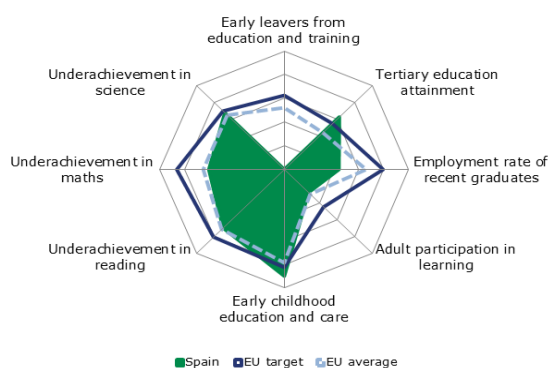 Early leavers from
education and training
Underachievement in
science
Tertiary education
attainment
Underachievement in
maths
Employment rate of
recent graduates
Underachievement in
reading
Adult participation in
learning
Early childhood
education and care
Spain EU target EU average